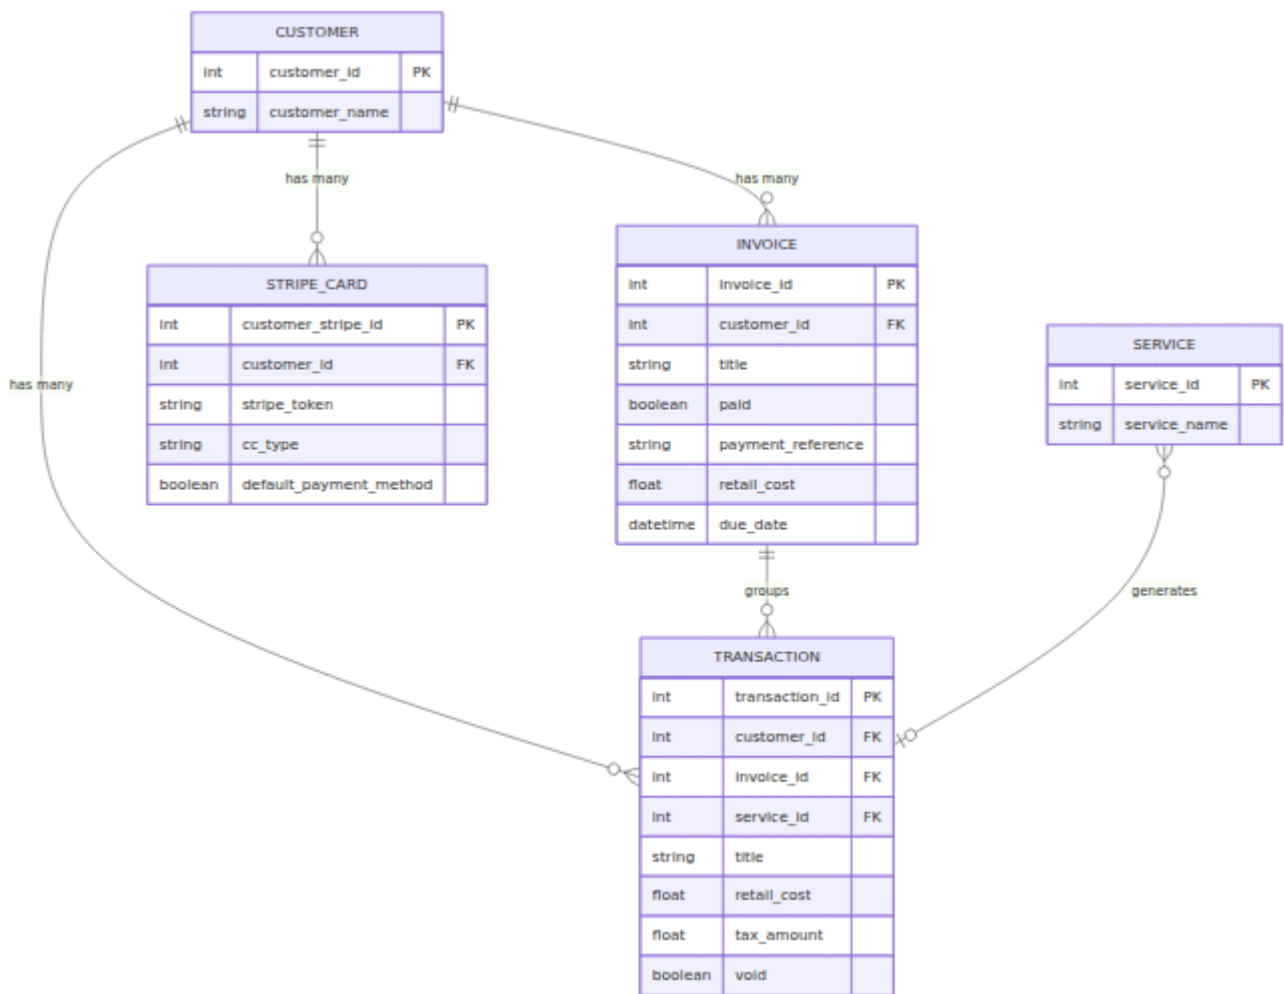 CUSTOMER
int customer_id PK
string customer_name
has many
has many
has many
STRIPE_CARD
int customer_stripe_id PK
int customer_id FK
string stripe_token
string cc_type
boolean default_payment_method
INVOICE
int invoice_id PK
int customer_id FK
string title
boolean paid
string payment_reference
float retail_cost
datetime due_date
SERVICE
int service_id PK
string service_name
groups
generates
TRANSACTION
int transaction_id PK
int customer_id FK
int invoice_id FK
int service_id FK
string title
float retail_cost
float tax_amount
boolean void